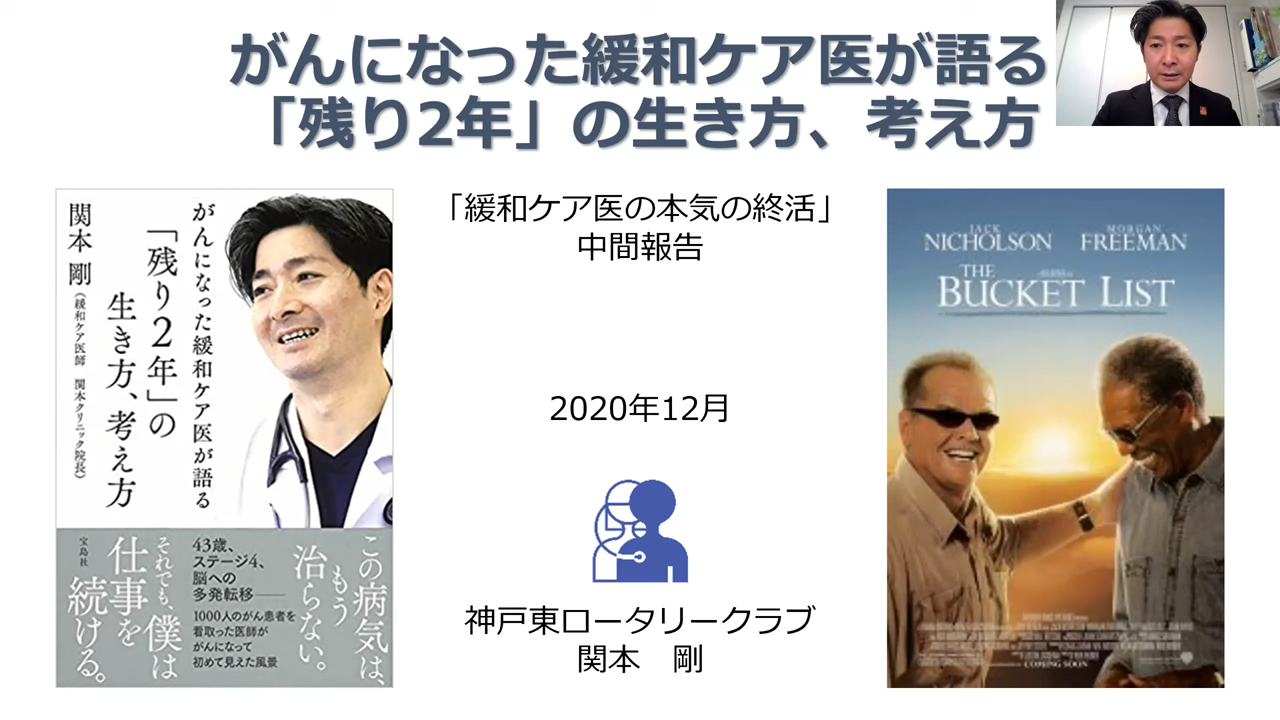 がんになった緩和ケア医が語る
「残り2年」の生き方、考え方
がんになった緩和ケア医が語る
「残り2年」の
生き方、考え方
関本 剛
(緩和ケア医師 関本クリニック院長)
この病気は、
もう
治らない。
43歳、
ステージ4、
脳への
多発転移——
1000人のがん患者を
看取った医師が
がんになって
初めて見えた風景
それでも、僕は
仕事を
続ける。
宝島社
「緩和ケア医の本気の終活」
中間報告
2020年12月
神戸東ロータリークラブ
関本 剛
JACK
NICHOLSON
MORGAN
FREEMAN
THE
BUCKET LIST
COMING SOON